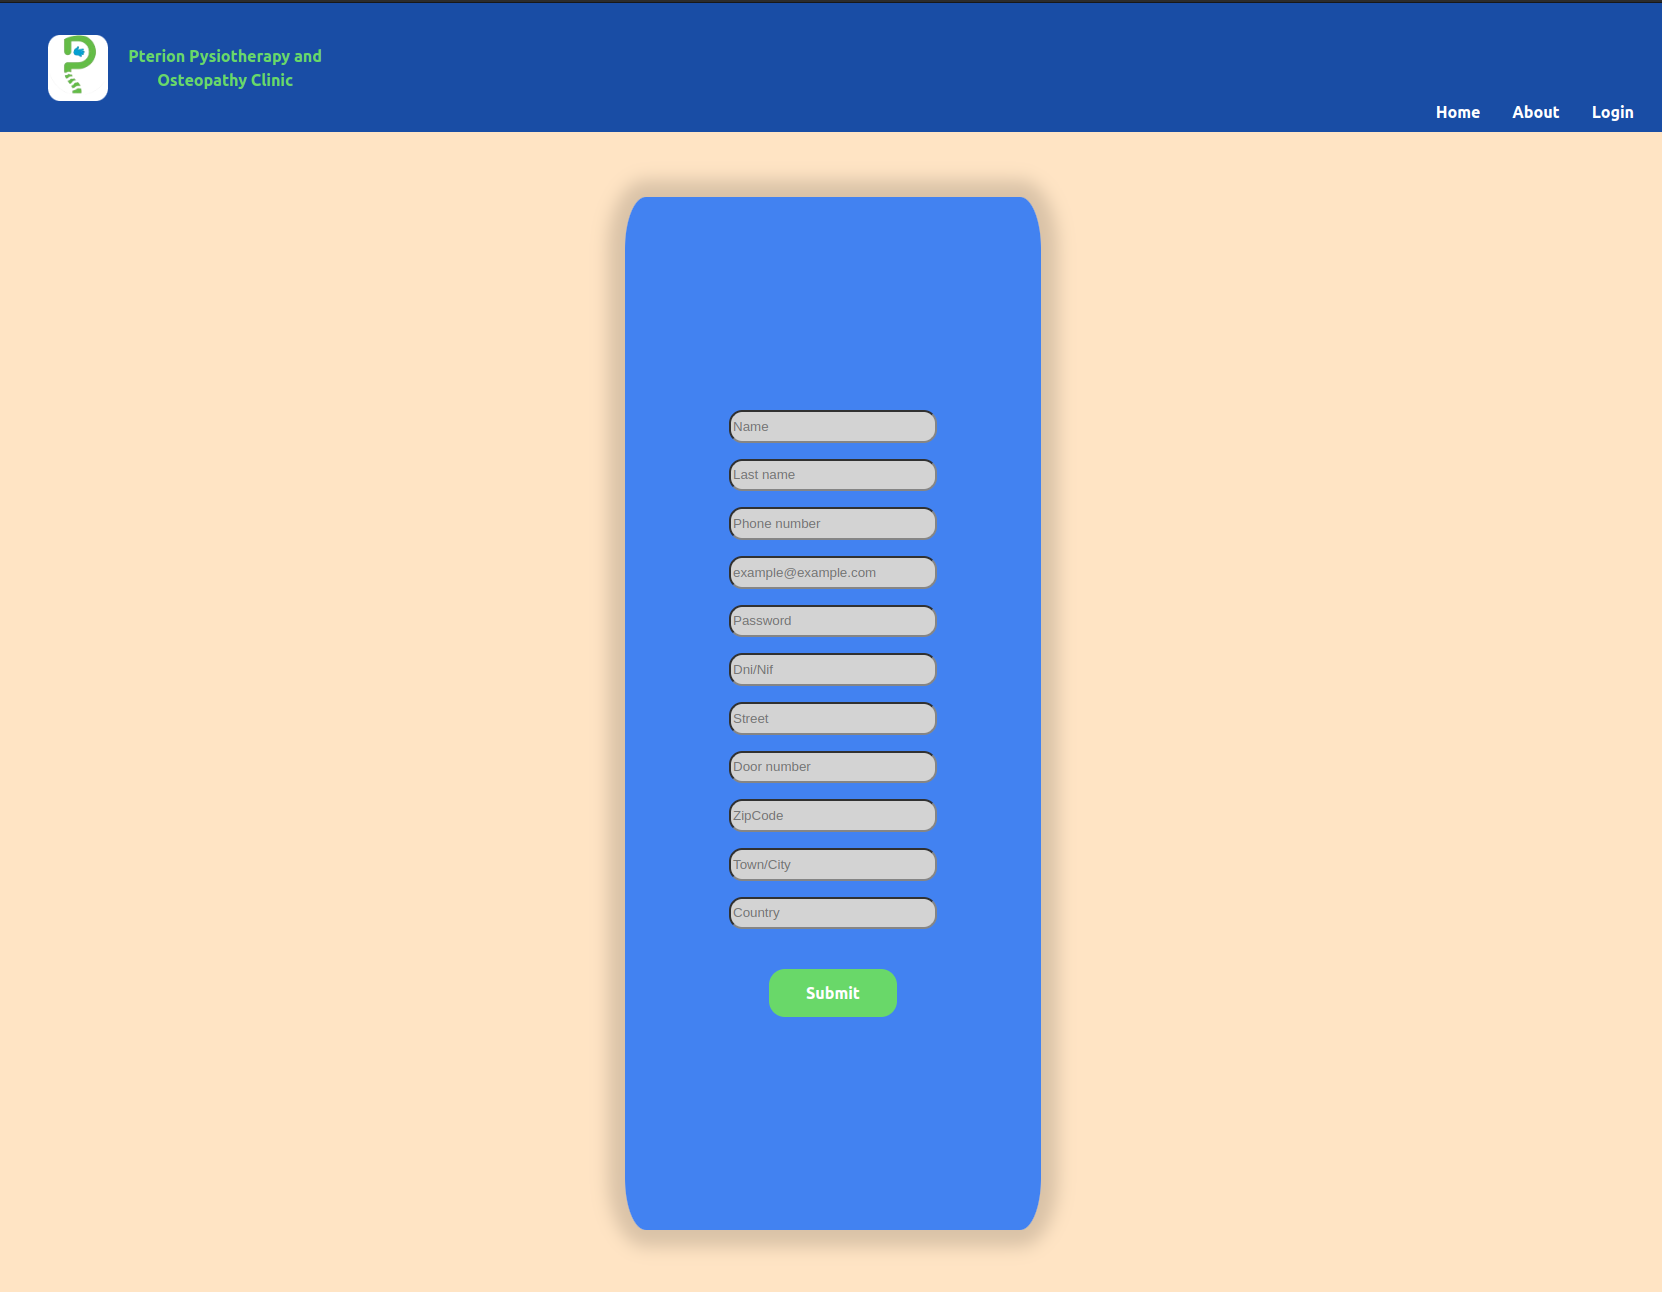 Pterion Pysiotherapy and
Osteopathy Clinic
Home About Login
Name
Last name
Phone number
example@example.com
Password
Dni/Nif
Street
Door number
ZipCode
Town/City
Country
Submit